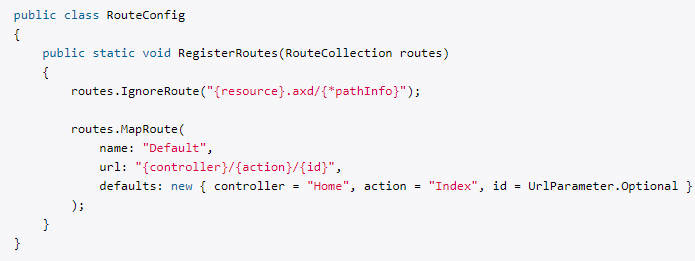 public class RouteConfig
{
    public static void RegisterRoutes(RouteCollection routes)
    {
        routes.IgnoreRoute("{resource}.axd/{*pathInfo}");

        routes.MapRoute(
            name: "Default",
            url: "{controller}/{action}/{id}",
            defaults: new { controller = "Home", action = "Index", id = UrlParameter.Optional }
        );
    }
}